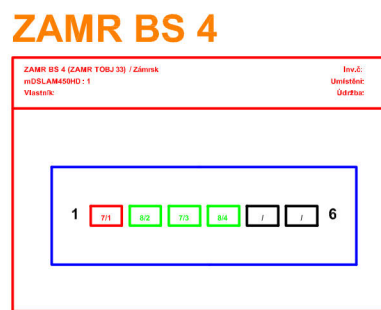 ZAMR BS 4
ZAMR BS 4 (ZAMR TOBJ 33) / Zámrsk Inv.č:
mDSLAM450HD : 1 Umístění:
Vlastník: Údržba:
1 7/1 8/2 7/3 8/4 / / 6